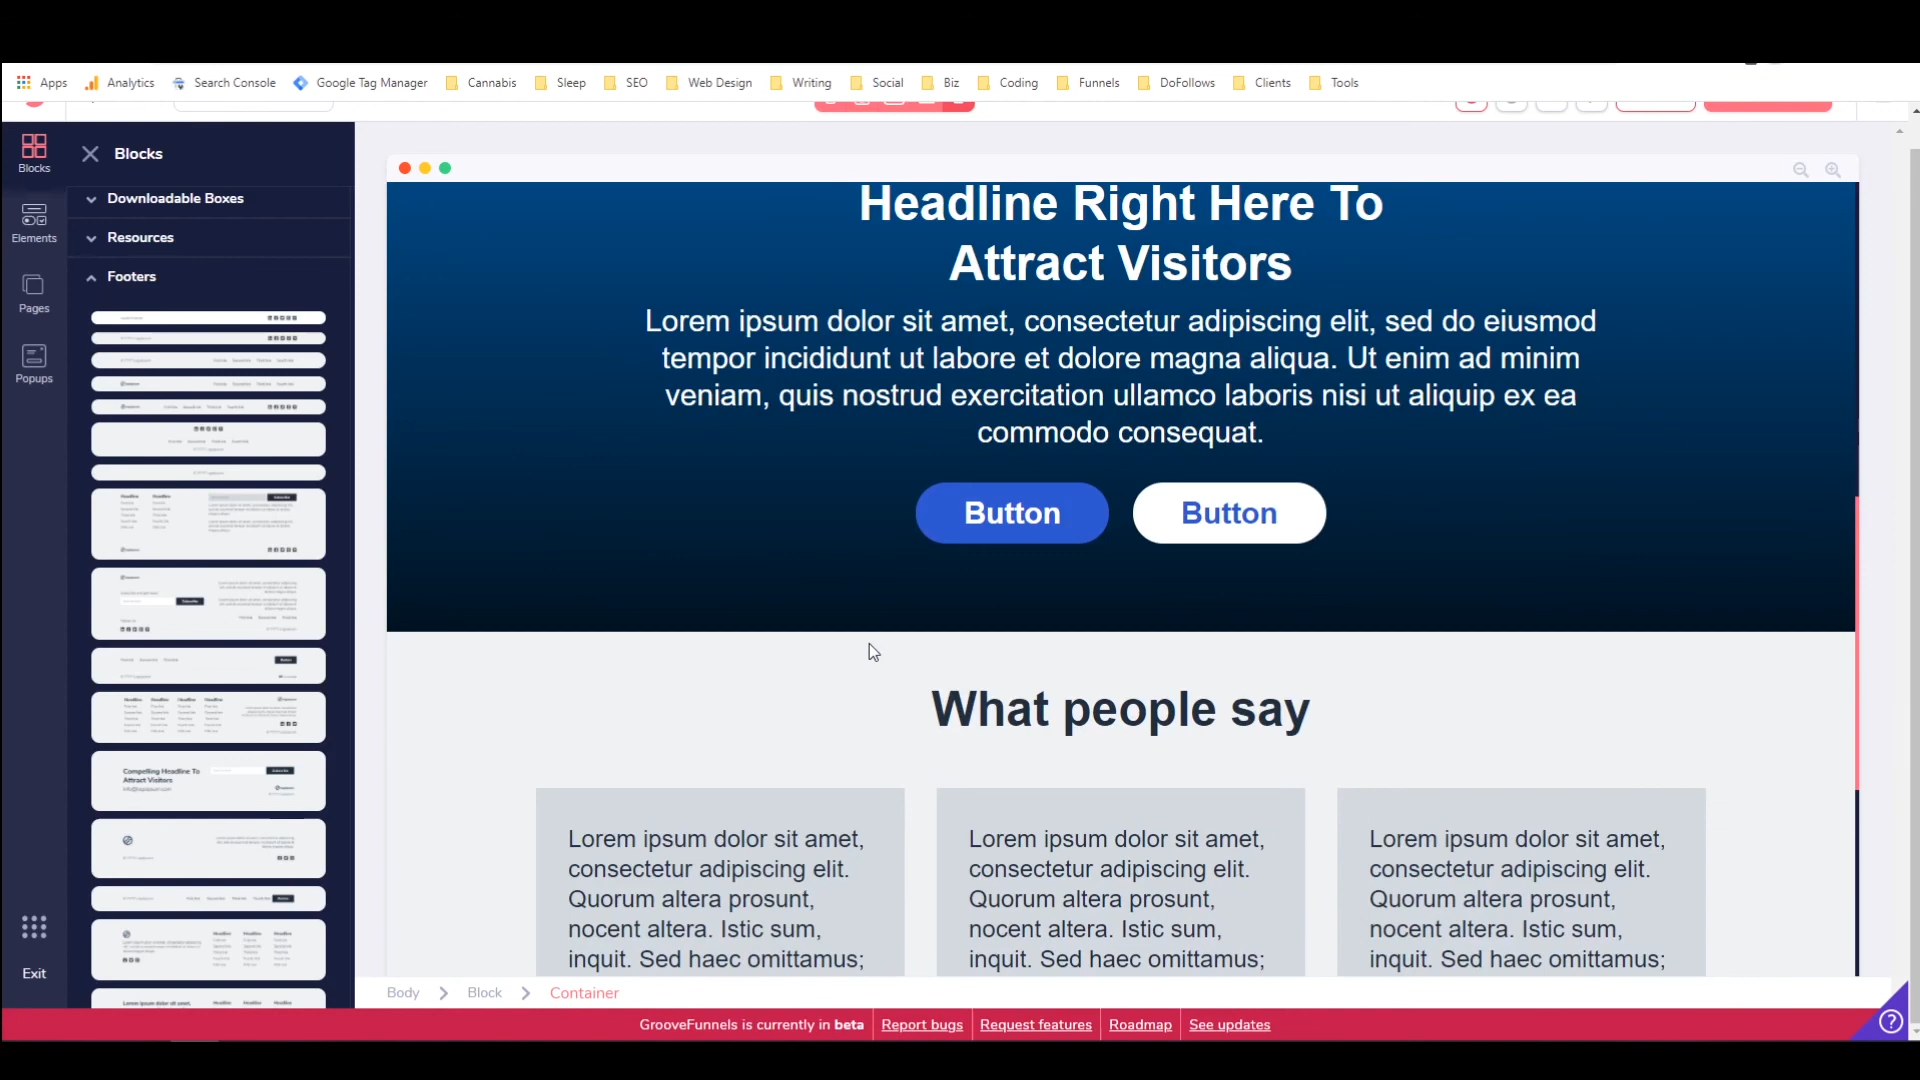 Apps Analytics Search Console Google Tag Manager Cannabis Sleep SEO Web Design Writing Social Biz Coding Funnels DoFollows Clients Tools
Blocks
Blocks
Downloadable Boxes
Elements
Resources
Footers
Pages
Popups
Compelling Headline To
Attract Visitors
Exit
Headline Right Here To
Attract Visitors
Lorem ipsum dolor sit amet, consectetur adipiscing elit, sed do eiusmod
tempor incididunt ut labore et dolore magna aliqua. Ut enim ad minim
veniam, quis nostrud exercitation ullamco laboris nisi ut aliquip ex ea
commodo consequat.
Button Button
What people say
Lorem ipsum dolor sit amet,
consectetur adipiscing elit.
Quorum altera prosunt,
nocent altera. Istic sum,
inquit. Sed haec omittamus;
Lorem ipsum dolor sit amet,
consectetur adipiscing elit.
Quorum altera prosunt,
nocent altera. Istic sum,
inquit. Sed haec omittamus;
Lorem ipsum dolor sit amet,
consectetur adipiscing elit.
Quorum altera prosunt,
nocent altera. Istic sum,
inquit. Sed haec omittamus;
Body Block Container
GrooveFunnels is currently in beta Report bugs Request features Roadmap See updates